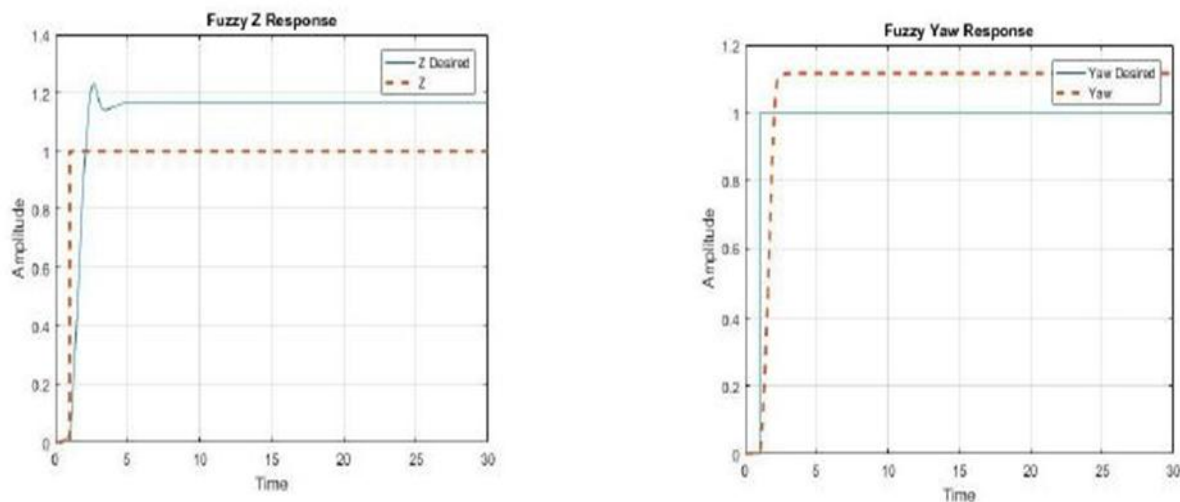 Fuzzy Z Response
1.4
1.2
1
0.8
0.6
0.4
0.2
0
Amplitude
Z Desired
Z
0
5
10
15
20
25
30
Time
Fuzzy Yaw Response
1.2
1
0.8
0.6
0.4
0.2
0
Amplitude
Yaw Desired
Yaw
0
5
10
15
20
25
30
Time